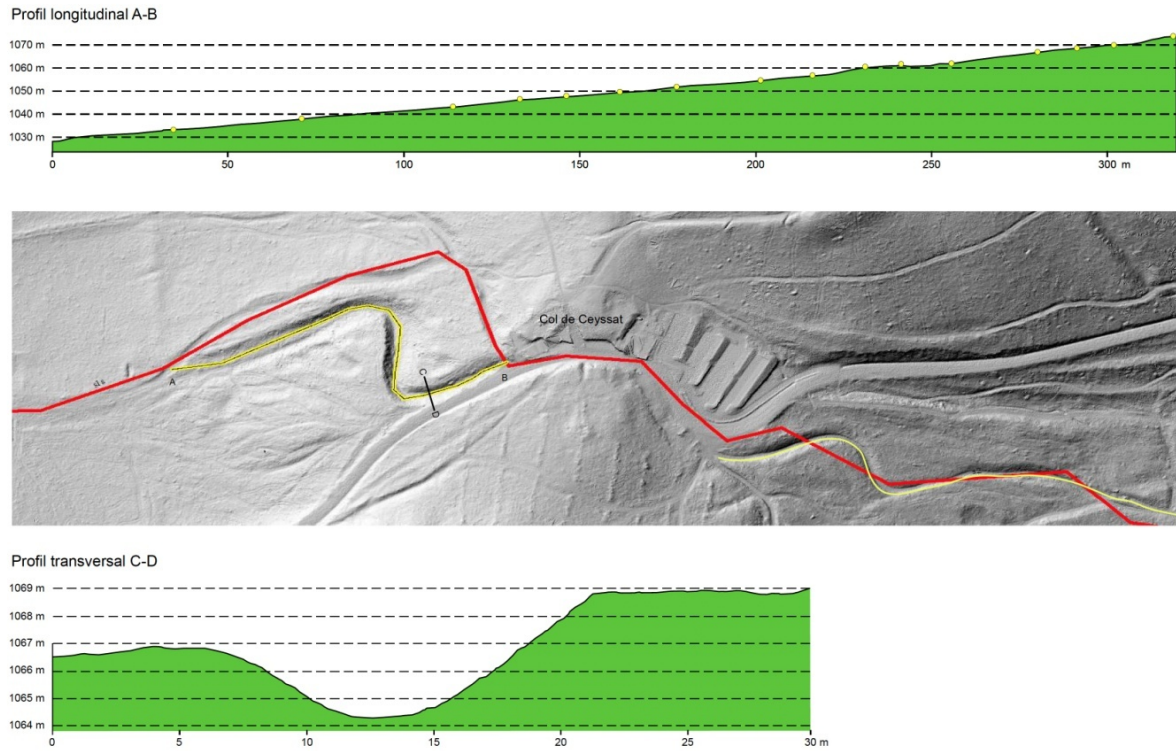 Profil longitudinal A-B
1070 m
1060 m
1050 m
1040 m
1030 m
0 50 100 150 200 250 300 m
Col de Ceyssat
A
B
C
D
Profil transversal C-D
1069 m
1068 m
1067 m
1066 m
1065 m
1064 m
0 5 10 15 20 25 30 m